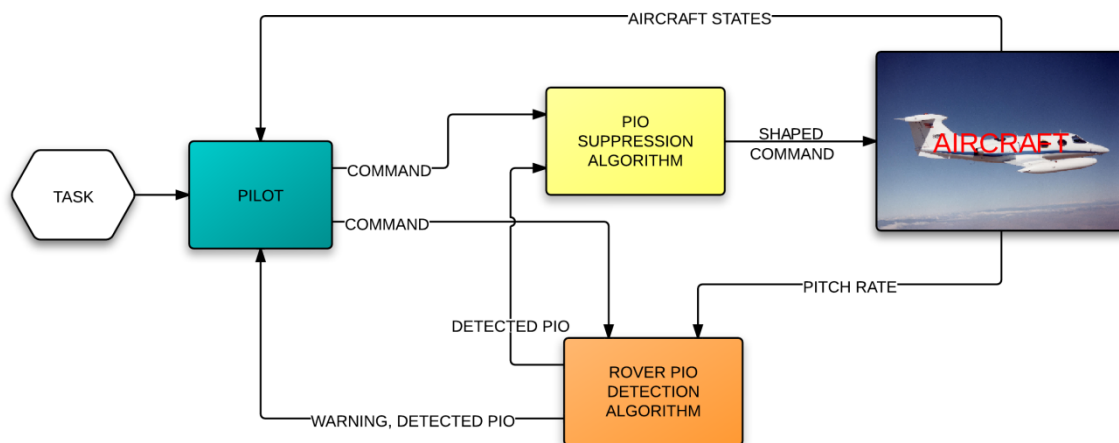 AIRCRAFT STATES
PIO
SUPPRESSION
ALGORITHM
SHAPED
COMMAND
AIRCRAFT
COMMAND
TASK
PILOT
COMMAND
PITCH RATE
DETECTED PIO
ROVER PIO
DETECTION
ALGORITHM
WARNING, DETECTED PIO